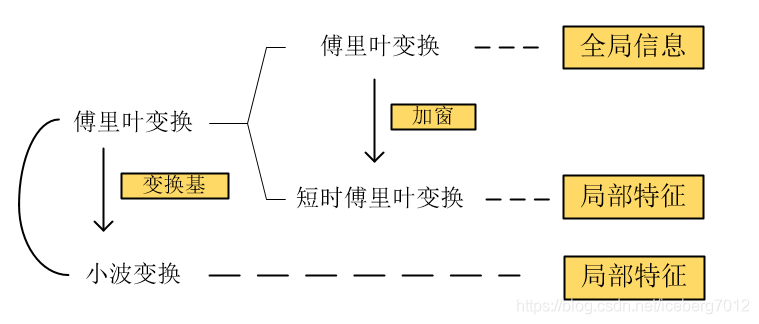 傅里叶变换
全局信息
加窗
傅里叶变换
变换基
短时傅里叶变换
局部特征
小波变换
局部特征
https://blog.csdn.net/iceberg7012